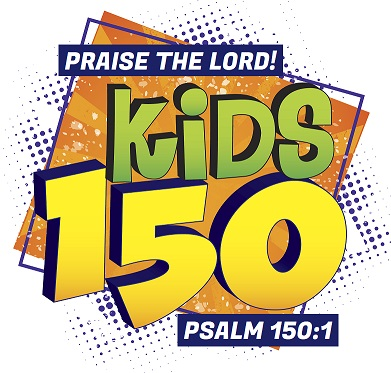 PRAISE THE LORD!
KiDS
150
PSALM 150:1